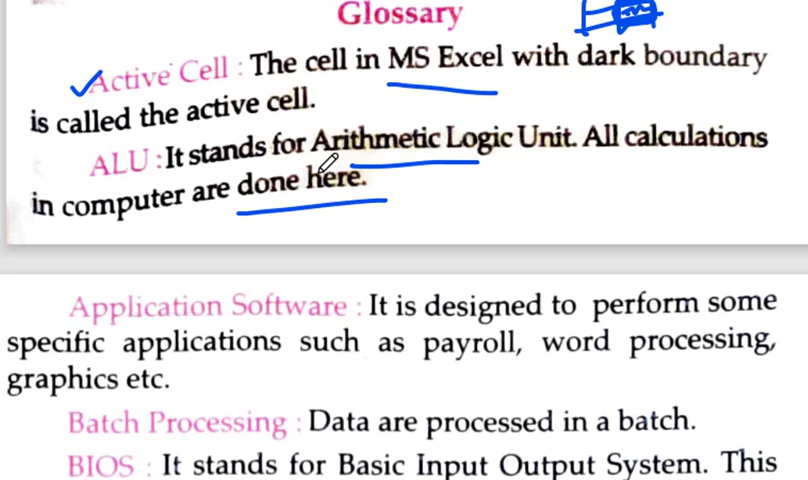 Glossary
Active Cell : The cell in MS Excel with dark boundary
is called the active cell.
ALU : It stands for Arithmetic Logic Unit. All calculations
in computer are done here.
Application Software : It is designed to perform some
specific applications such as payroll, word processing,
graphics etc.
Batch Processing : Data are processed in a batch.
BIOS : It stands for Basic Input Output System. This